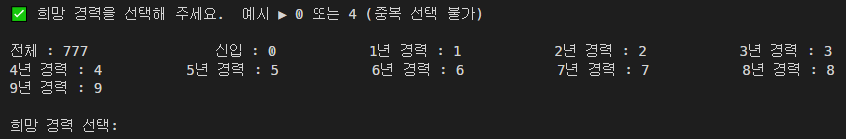 ✅ 희망 경력을 선택해 주세요. 예시 ▶ 0 또는 4 (중복 선택 불가)
전체 : 777 신입 : 0 1년 경력 : 1 2년 경력 : 2 3년 경력 : 3
4년 경력 : 4 5년 경력 : 5 6년 경력 : 6 7년 경력 : 7 8년 경력 : 8
9년 경력 : 9
희망 경력 선택: